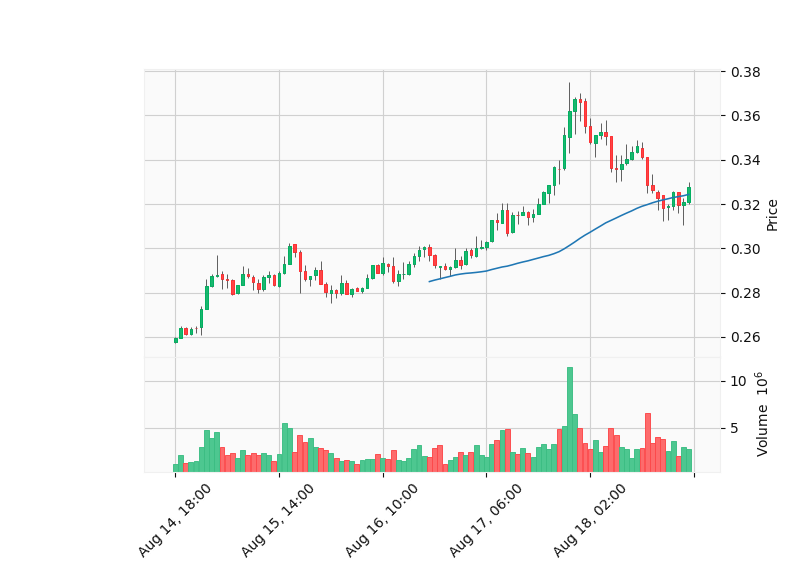 0.38
0.36
0.34
0.32
0.30
0.28
0.26
Price
10
5
Volume 10^6
Aug 14, 18:00
Aug 15, 14:00
Aug 16, 10:00
Aug 17, 06:00
Aug 18, 02:00